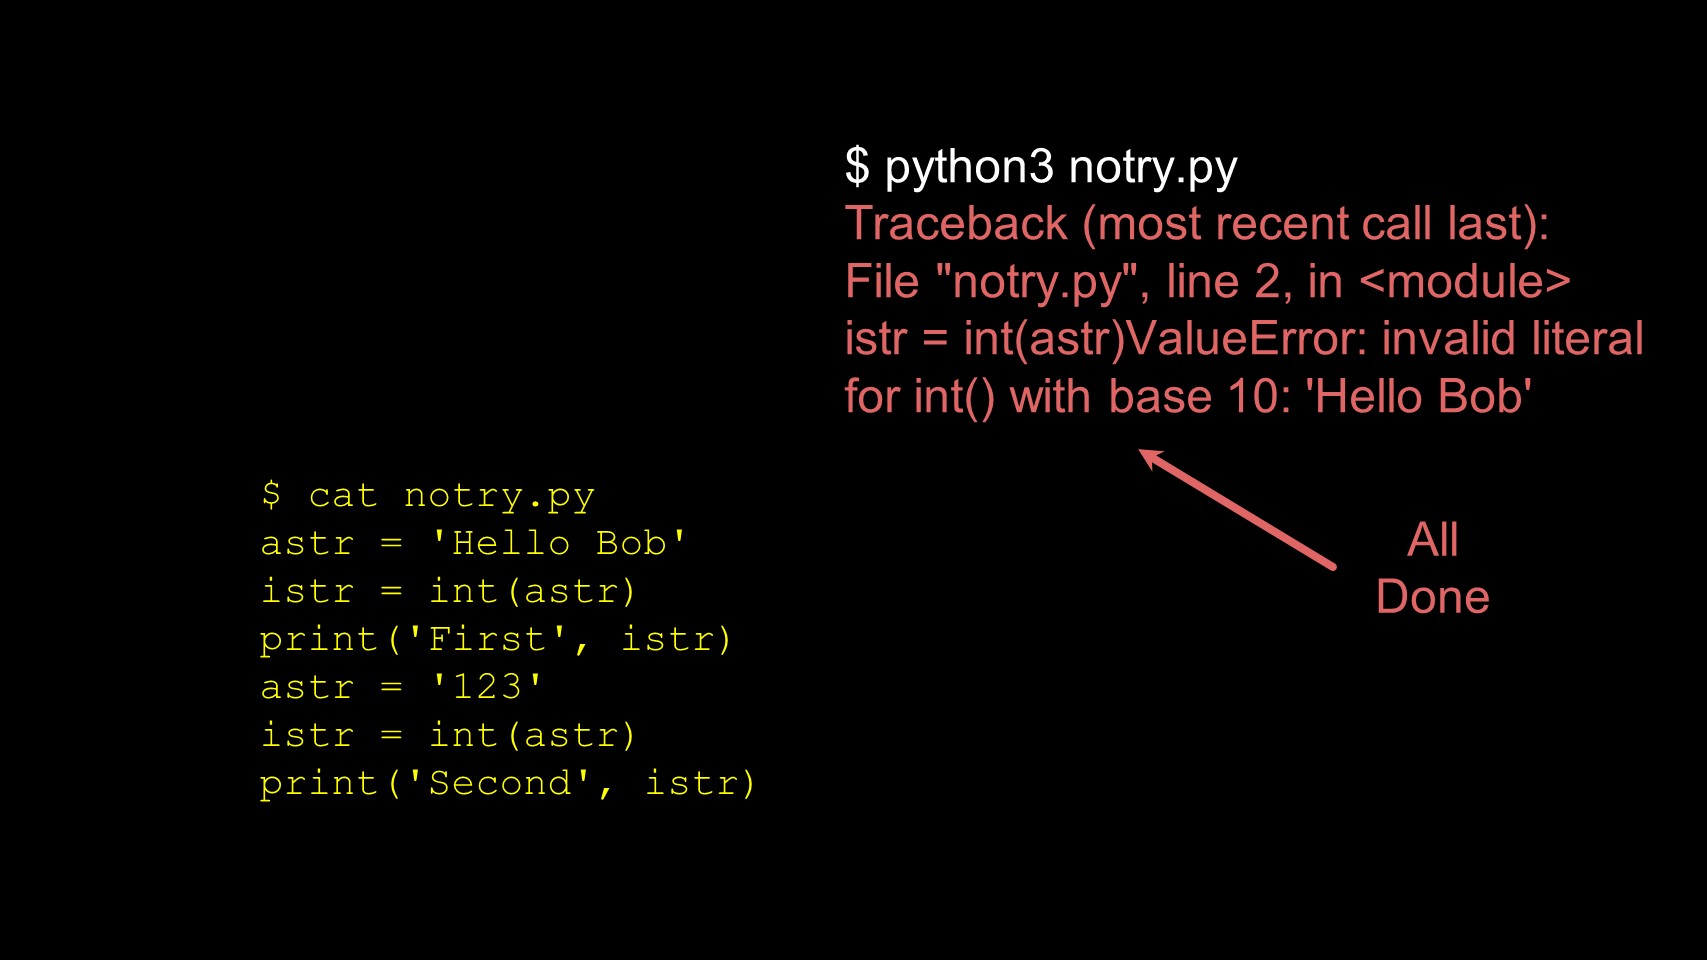 $ python3 notry.py
Traceback (most recent call last):
File "notry.py", line 2, in <module>
istr = int(astr)ValueError: invalid literal
for int() with base 10: 'Hello Bob'
$ cat notry.py
astr = 'Hello Bob'
istr = int(astr)
print('First', istr)
astr = '123'
istr = int(astr)
print('Second', istr)
All
Done